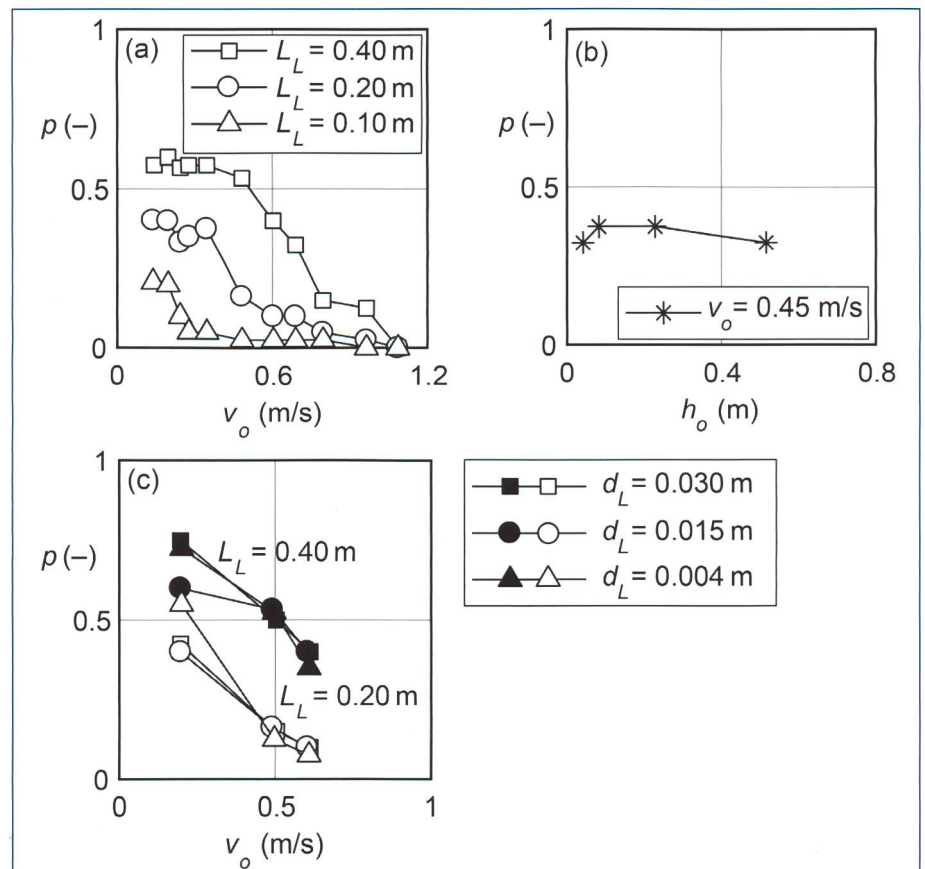 (a)
L_L = 0.40 m
L_L = 0.20 m
L_L = 0.10 m
p (–)
1
0.5
0
0 0.6 1.2
v_o (m/s)
(b)
p (–)
1
0.5
0
v_o = 0.45 m/s
0 0.4 0.8
h_o (m)
(c)
p (–)
1
0.5
0
L_L = 0.40 m
L_L = 0.20 m
0 0.5 1
v_o (m/s)
d_L = 0.030 m
d_L = 0.015 m
d_L = 0.004 m